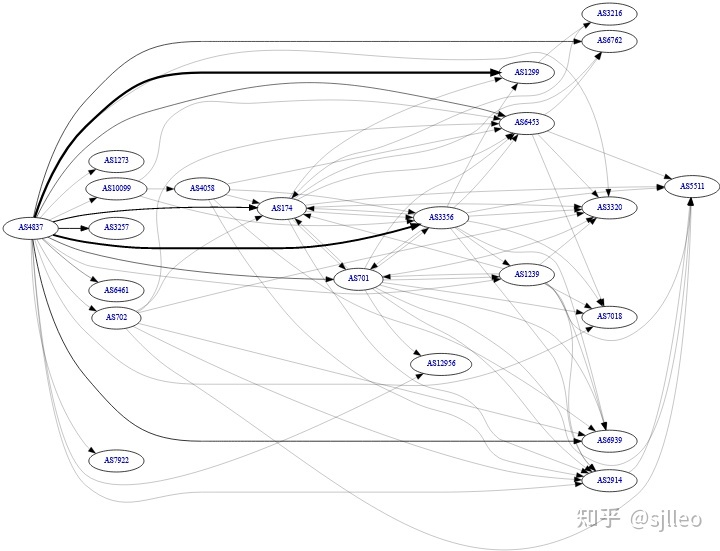 AS3216
AS6762
AS1299
AS6453
AS1273
AS10099
AS4058
AS5511
AS174
AS3320
AS3356
AS4837
AS3257
AS701
AS1239
AS6461
AS702
AS7018
AS12956
AS6939
AS7922
AS2914
知乎 @sjlleo